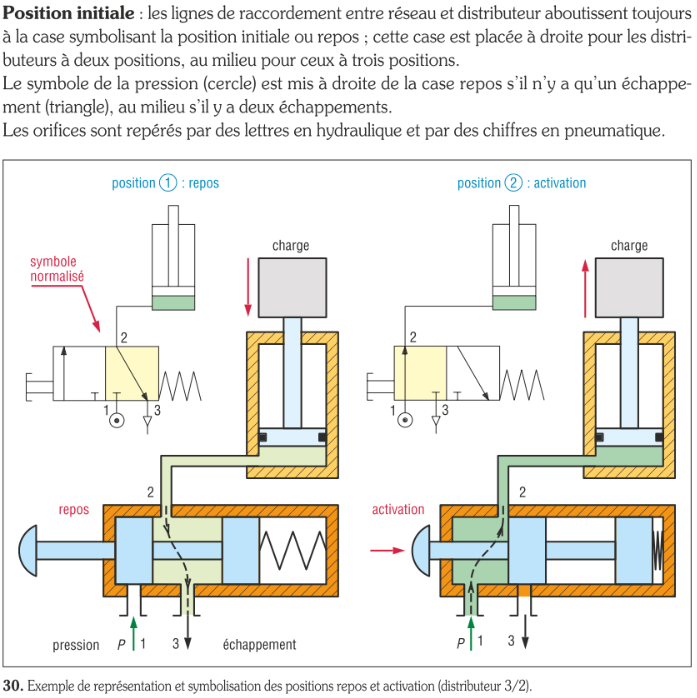 Position initiale : les lignes de raccordement entre réseau et distributeur aboutissent toujours
à la case symbolisant la position initiale ou repos ; cette case est placée à droite pour les distri-
buteurs à deux positions, au milieu pour ceux à trois positions.
Le symbole de la pression (cercle) est mis à droite de la case repos s'il n'y a qu'un échappe-
ment (triangle), au milieu s'il y a deux échappements.
Les orifices sont repérés par des lettres en hydraulique et par des chiffres en pneumatique.
position 1 : repos
position 2 : activation
symbole
normalisé
charge
charge
2
2
1
3
1
3
2
2
repos
activation
pression P 1 3 échappement
P 1 3
30. Exemple de représentation et symbolisation des positions repos et activation (distributeur 3/2).